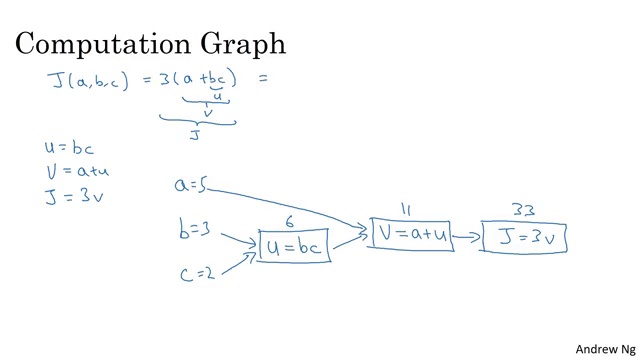 Computation Graph
J(a,b,c) = 3(a+bc) =
u
v
J
u = bc
V = a+u
J = 3v
a=5
11
33
b=3
6
V = a+u
J = 3v
u = bc
c=2
Andrew Ng